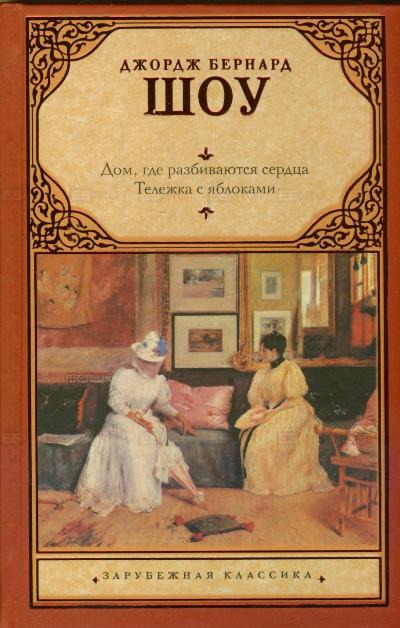 ДЖОРДЖ БЕРНАРД
ШОУ
Дом, где разбиваются сердца
Тележка с яблоками
ЗАРУБЕЖНАЯ КЛАССИКА